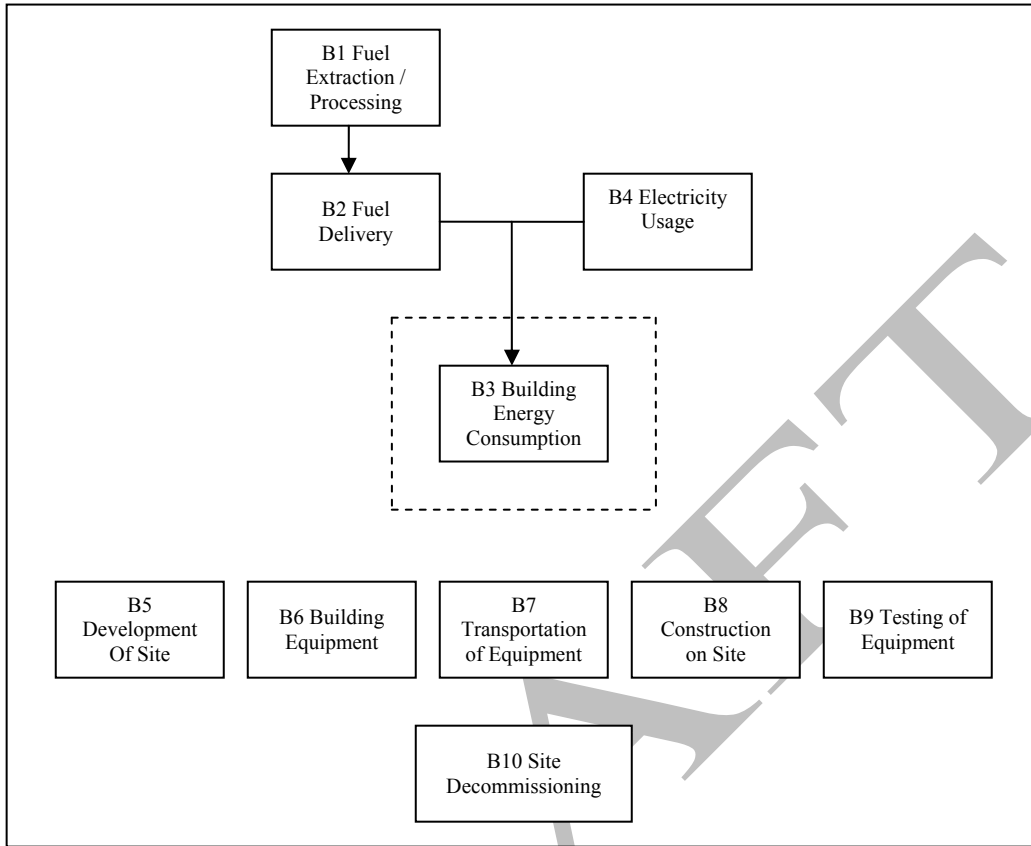 B1 Fuel
Extraction /
Processing
B2 Fuel
Delivery
B4 Electricity
Usage
B3 Building
Energy
Consumption
B5
Development
Of Site
B6 Building
Equipment
B7
Transportation
of Equipment
B8
Construction
on Site
B9 Testing of
Equipment
B10 Site
Decommissioning
AFT